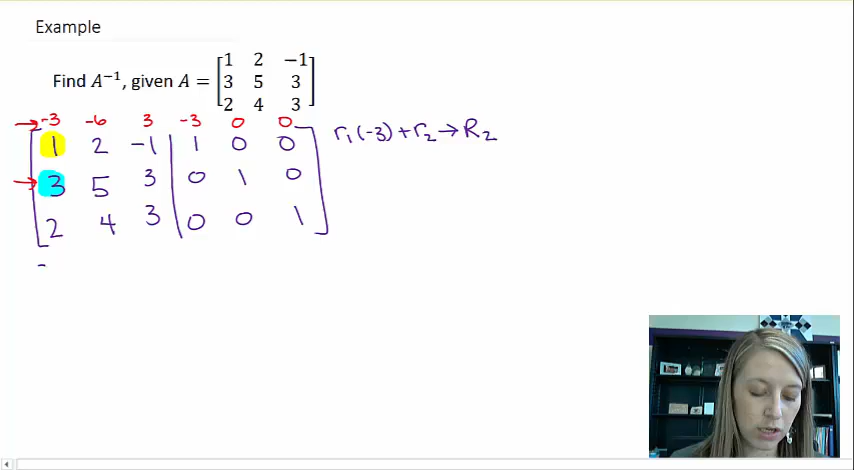 Example
Find A⁻¹, given A = [1 2 −1
3 5 3
2 4 3]
→ -3 -6 3 -3 0 0
[1 2 -1 | 1 0 0 r₁(-3)+r₂→R₂
→ 3 5 3 | 0 1 0
2 4 3 | 0 0 1]